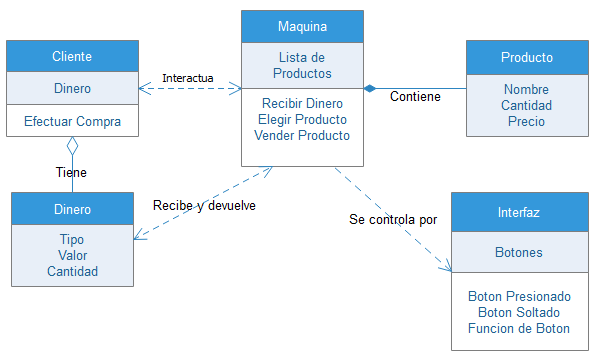 Cliente
Dinero
Efectuar Compra
Interactua
Maquina
Lista de
Productos
Recibir Dinero
Elegir Producto
Vender Producto
Contiene
Producto
Nombre
Cantidad
Precio
Tiene
Dinero
Tipo
Valor
Cantidad
Recibe y devuelve
Se controla por
Interfaz
Botones
Boton Presionado
Boton Soltado
Funcion de Boton